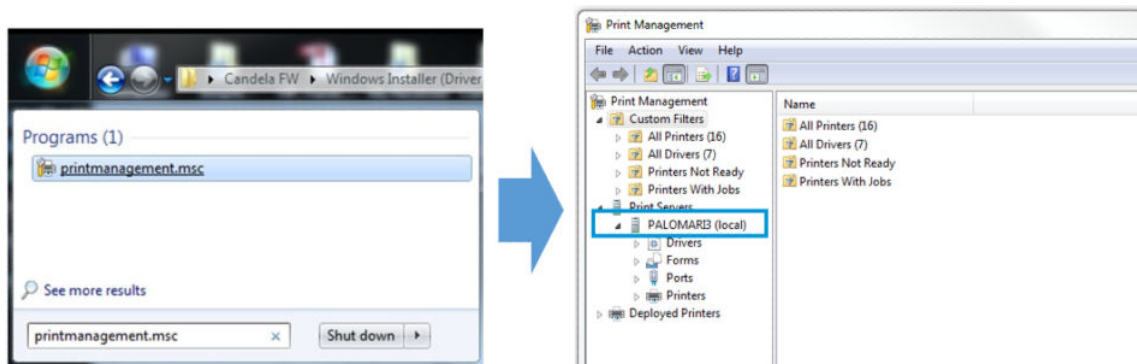 Candela FW
Windows Installer (Driver
Programs (1)
printmanagement.msc
See more results
printmanagement.msc
Shut down
Print Management
File Action View Help
Print Management
Custom Filters
All Printers (16)
All Drivers (7)
Printers Not Ready
Printers With Jobs
Print Servers
PALOMARI3 (local)
Drivers
Forms
Ports
Printers
Deployed Printers
Name
All Printers (16)
All Drivers (7)
Printers Not Ready
Printers With Jobs